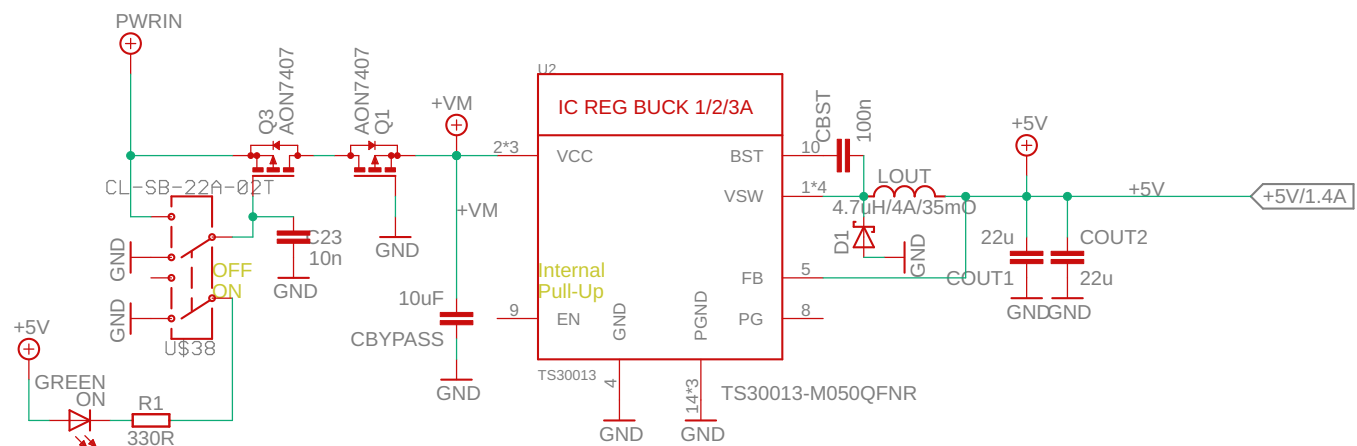 PWRIN
Q3
AON7407
AON7407
Q1
+VM
U2
IC REG BUCK 1/2/3A
CBST
100n
+5V
2*3
VCC
BST
10
CL-SB-22A-02T
VSW
1*4
LOUT
4.7uH/4A/35mO
+5V
+5V/1.4A
+VM
GND
C23
10n
GND
GND
D1
GND
22u
COUT2
OFF
ON
Internal
Pull-Up
FB
5
COUT1
22u
GND
10uF
9
EN
GND
PGND
PG
8
GND
GND
CBYPASS
+5V
U$38
TS30013
4
14*3
TS30013-M050QFNR
GREEN
ON
R1
330R
GND
GND
GND